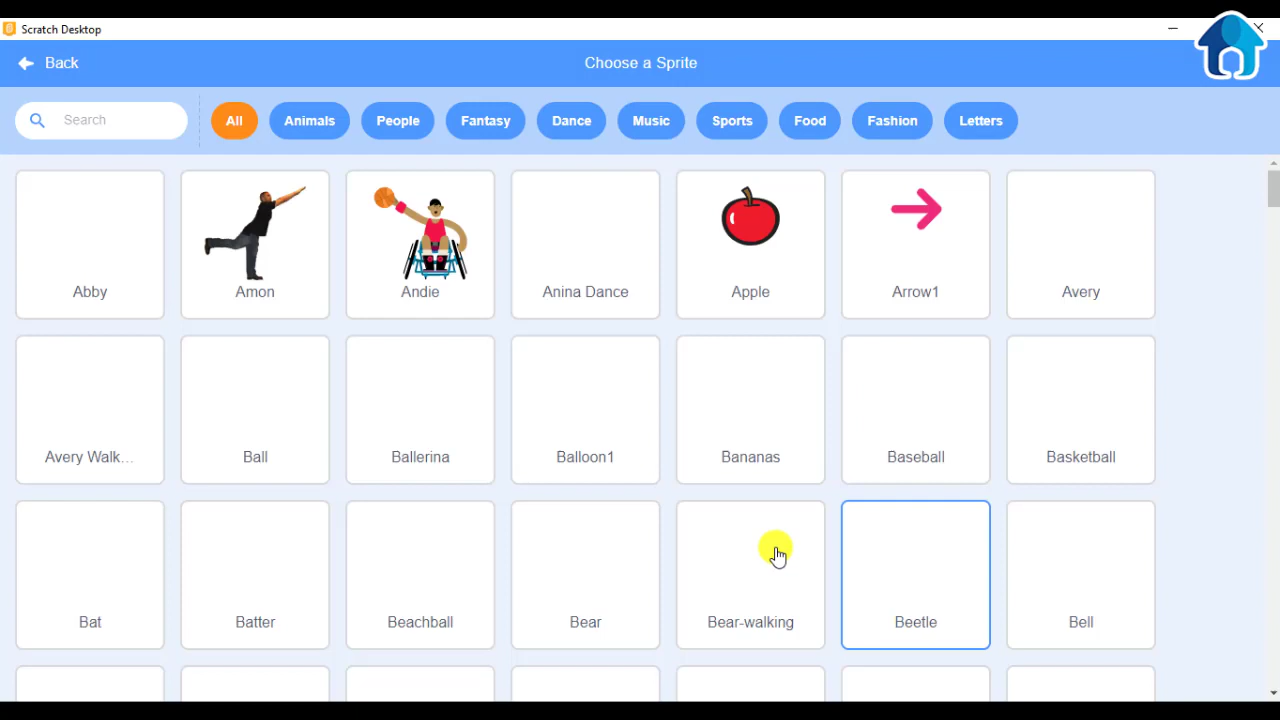 Scratch Desktop
Back
Choose a Sprite
Search
All
Animals
People
Fantasy
Dance
Music
Sports
Food
Fashion
Letters
Abby
Amon
Andie
Anina Dance
Apple
Arrow1
Avery
Avery Walk...
Ball
Ballerina
Balloon1
Bananas
Baseball
Basketball
Bat
Batter
Beachball
Bear
Bear-walking
Beetle
Bell